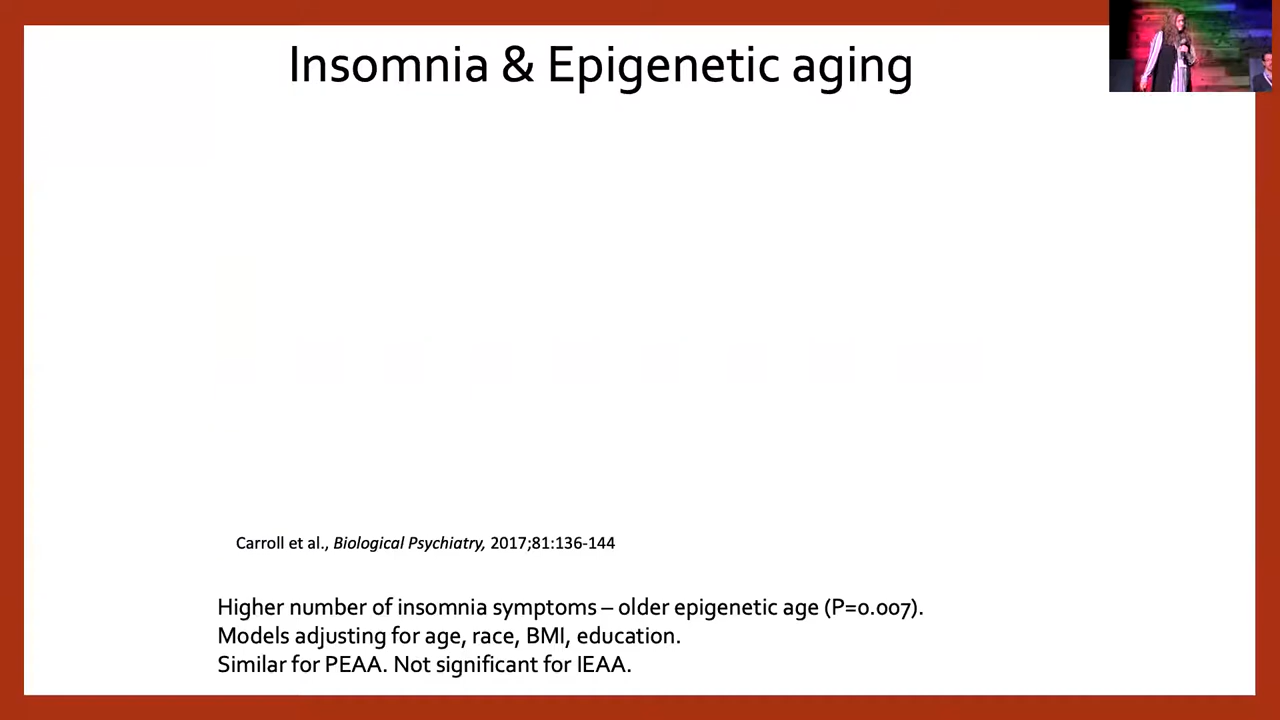 Insomnia & Epigenetic aging
Carroll et al., Biological Psychiatry, 2017;81:136-144
Higher number of insomnia symptoms – older epigenetic age (P=0.007).
Models adjusting for age, race, BMI, education.
Similar for PEAA. Not significant for IEAA.